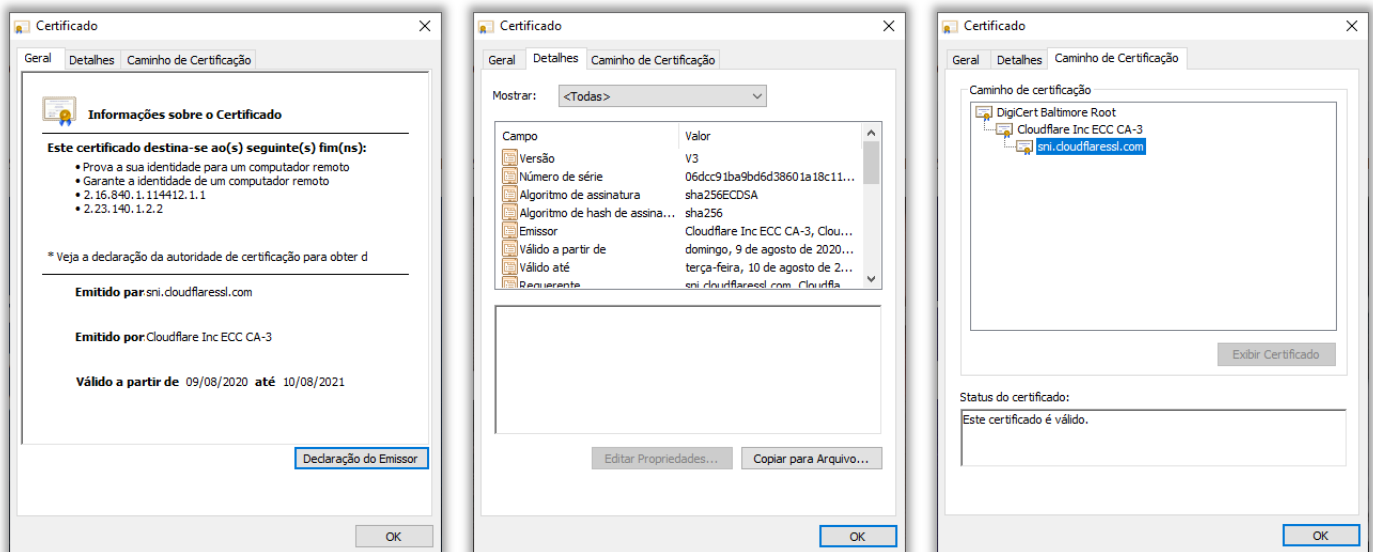 Certificado
Geral Detalhes Caminho de Certificação
Informações sobre o Certificado
Este certificado destina-se ao(s) seguinte(s) fim(ns):
• Prova a sua identidade para um computador remoto
• Garante a identidade de um computador remoto
• 2.16.840.1.114412.1.1
• 2.23.140.1.2.2
* Veja a declaração da autoridade de certificação para obter d
Emitido par sni.cloudflaressl.com
Emitido por Cloudflare Inc ECC CA-3
Válido a partir de 09/08/2020 até 10/08/2021
Declaração do Emissor
OK
Certificado
Geral Detalhes Caminho de Certificação
Mostrar: <Todas>
Campo Valor
Versão V3
Número de série 06dcc91ba9bd6d38601a18c11...
Algoritmo de assinatura sha256ECDSA
Algoritmo de hash de assina... sha256
Emissor Cloudflare Inc ECC CA-3, Clou...
Válido a partir de domingo, 9 de agosto de 2020...
Válido até terça-feira, 10 de agosto de 2...
Requerente sni.cloudflaressl.com, Cloudfla...
Editar Propriedades... Copiar para Arquivo...
OK
Certificado
Geral Detalhes Caminho de Certificação
Caminho de certificação
DigiCert Baltimore Root
Cloudflare Inc ECC CA-3
sni.cloudflaressl.com
Exibir Certificado
Status do certificado:
Este certificado é válido.
OK